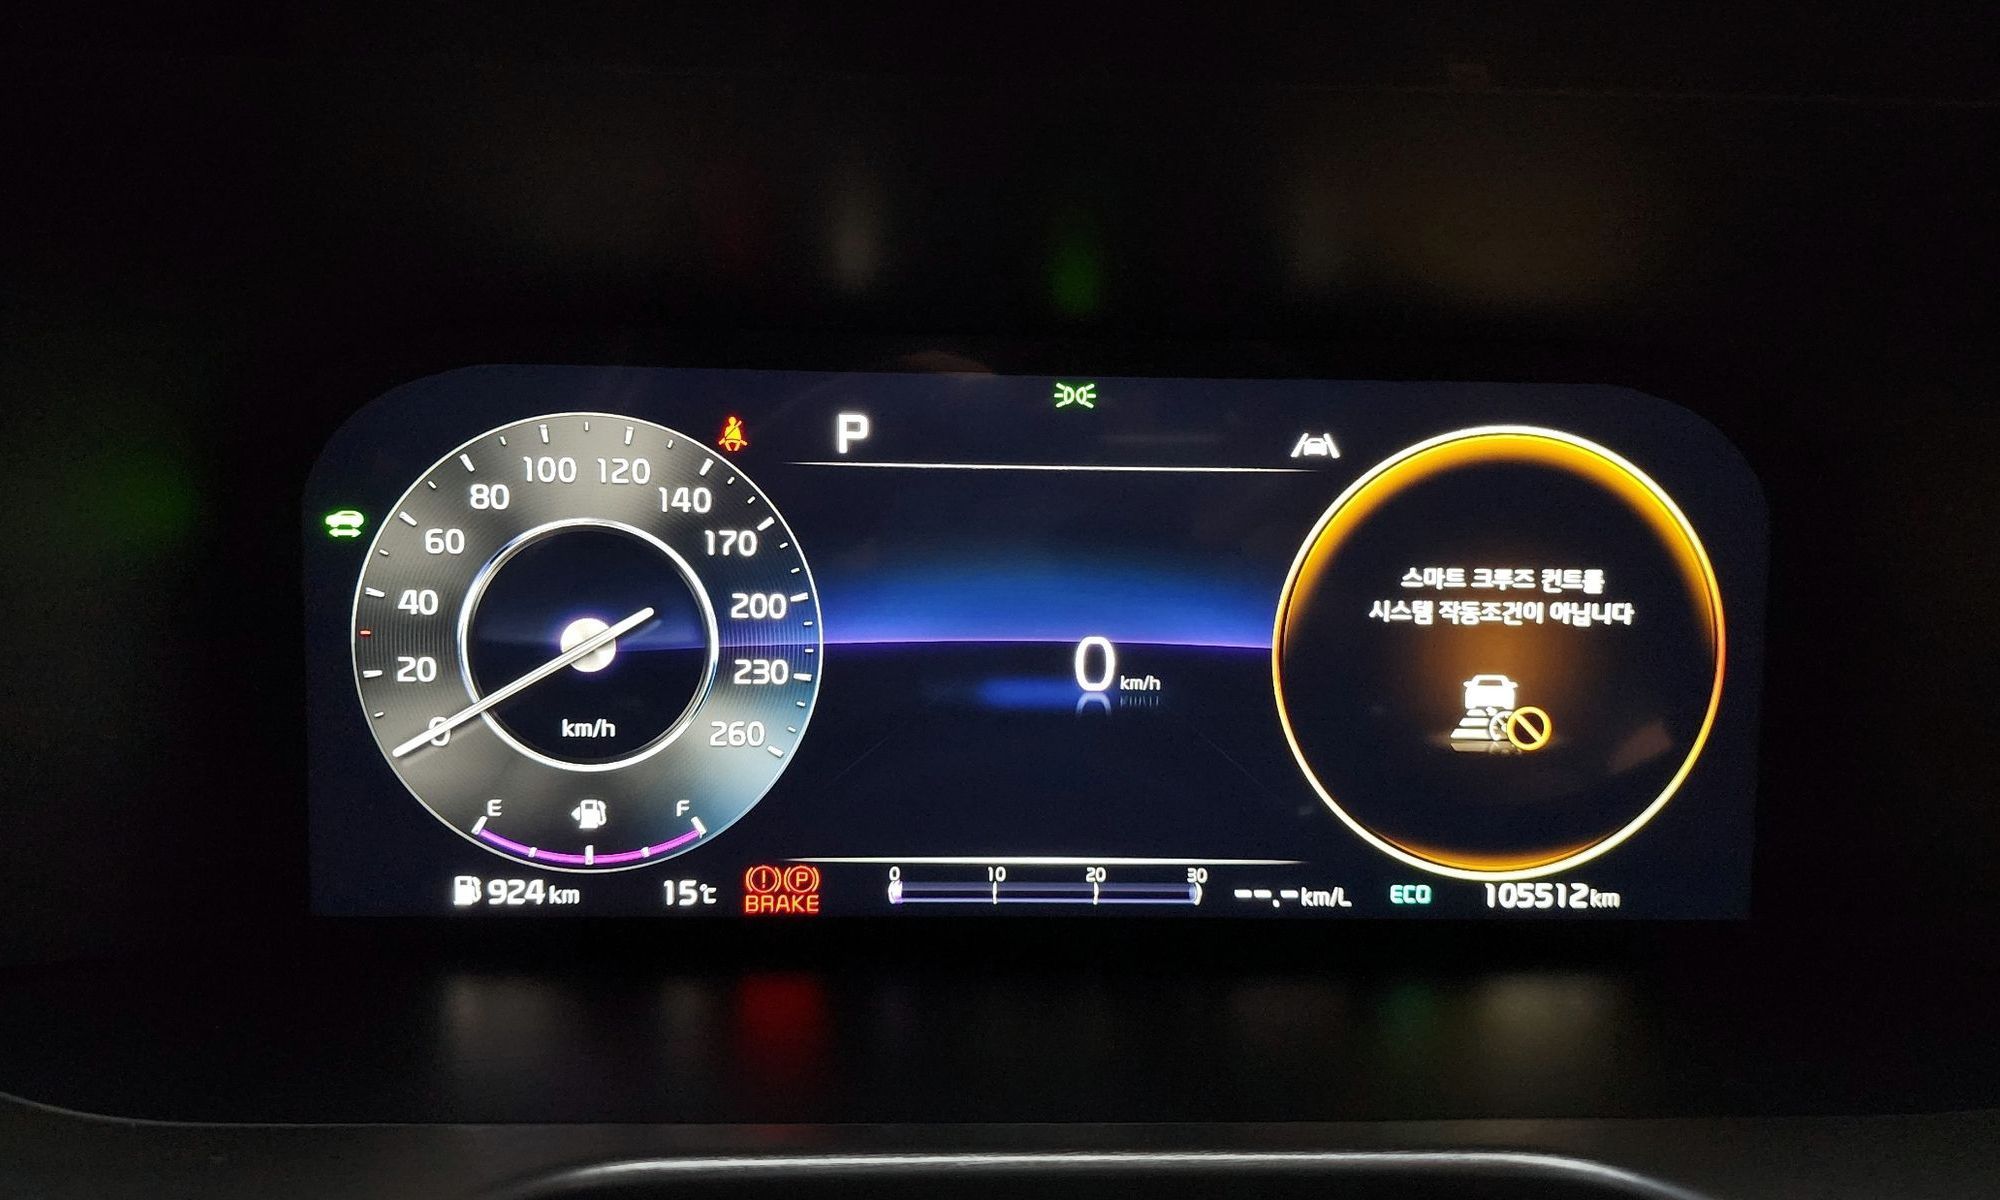 P
100 120
80
140
60
170
40
200
20
230
0
260
km/h
E
F
0 km/h
스마트 크루즈 컨트롤
시스템 작동조건이 아닙니다
0 10 20 30
924 km
15℃
(!) (P)
BRAKE
--.- km/L
ECO
105512 km